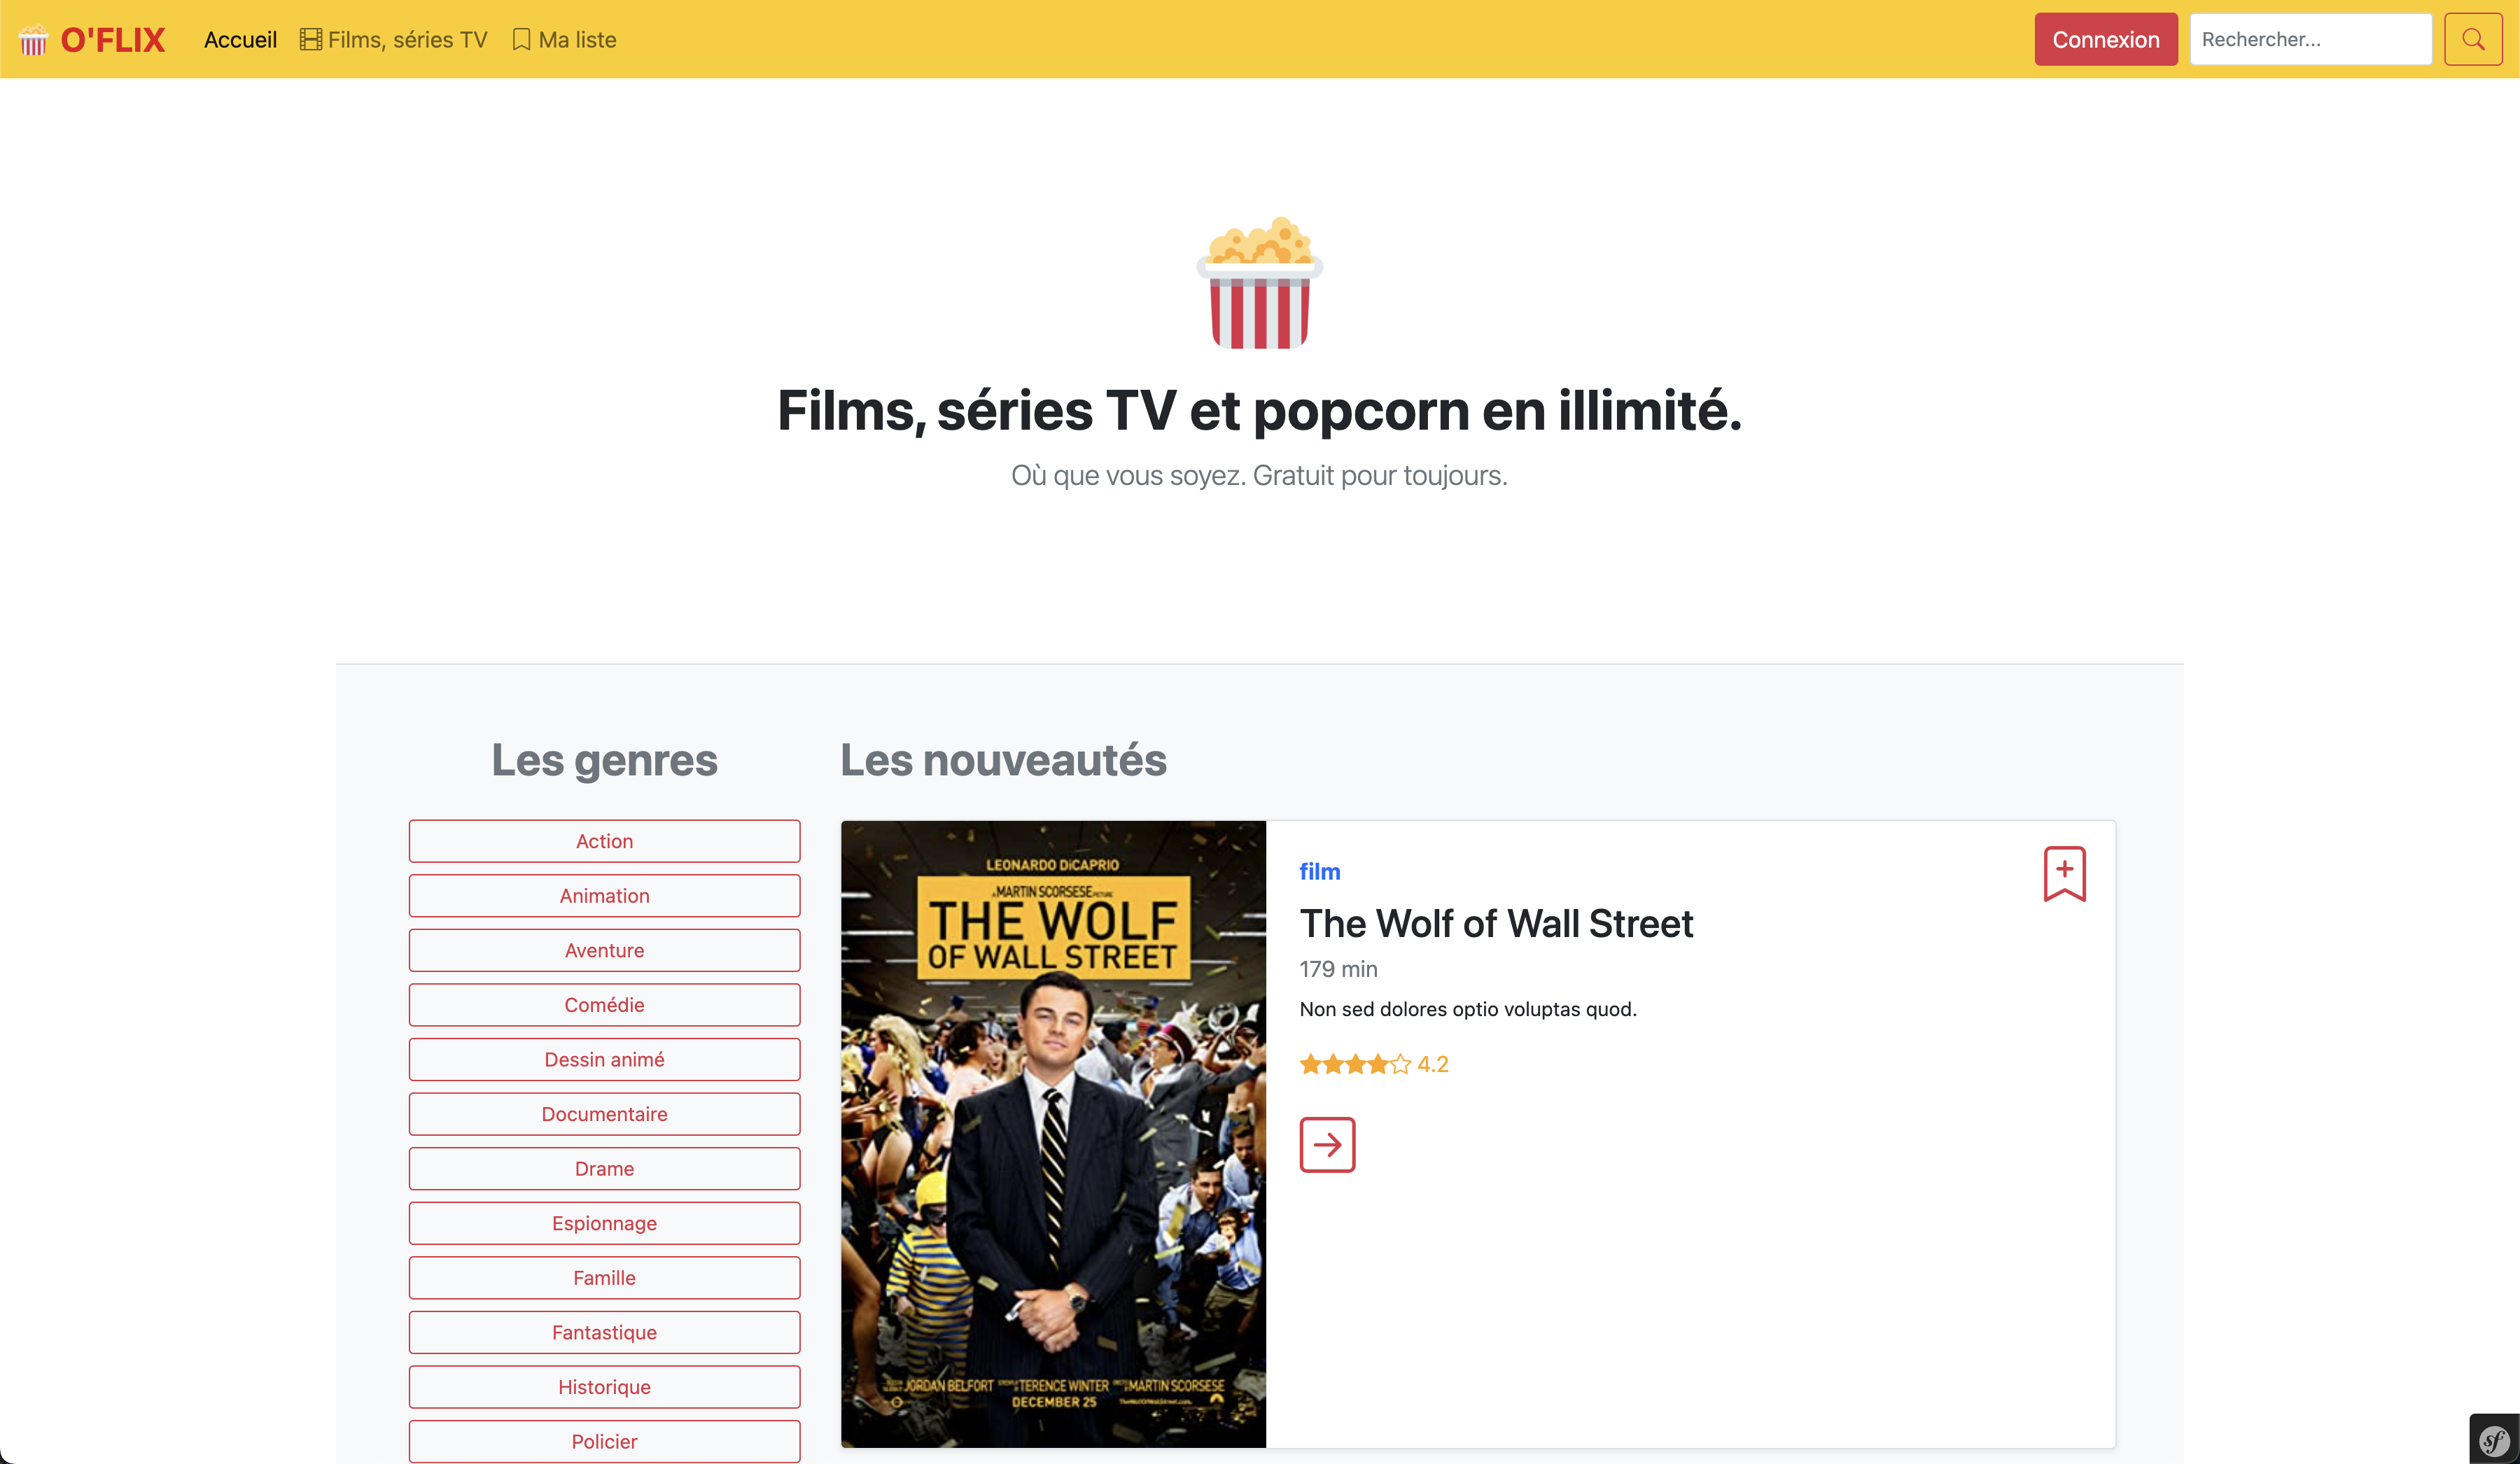 O'FLIX
Accueil
Films, séries TV
Ma liste
Connexion
Rechercher...
Films, séries TV et popcorn en illimité.
Où que vous soyez. Gratuit pour toujours.
Les genres
Action
Animation
Aventure
Comédie
Dessin animé
Documentaire
Drame
Espionnage
Famille
Fantastique
Historique
Policier
Les nouveautés
LEONARDO DiCAPRIO
A MARTIN SCORSESE PICTURE
THE WOLF
OF WALL STREET
JORDAN BELFORT TERENCE WINTER MARTIN SCORSESE
DECEMBER 25
film
The Wolf of Wall Street
179 min
Non sed dolores optio voluptas quod.
4.2
sf